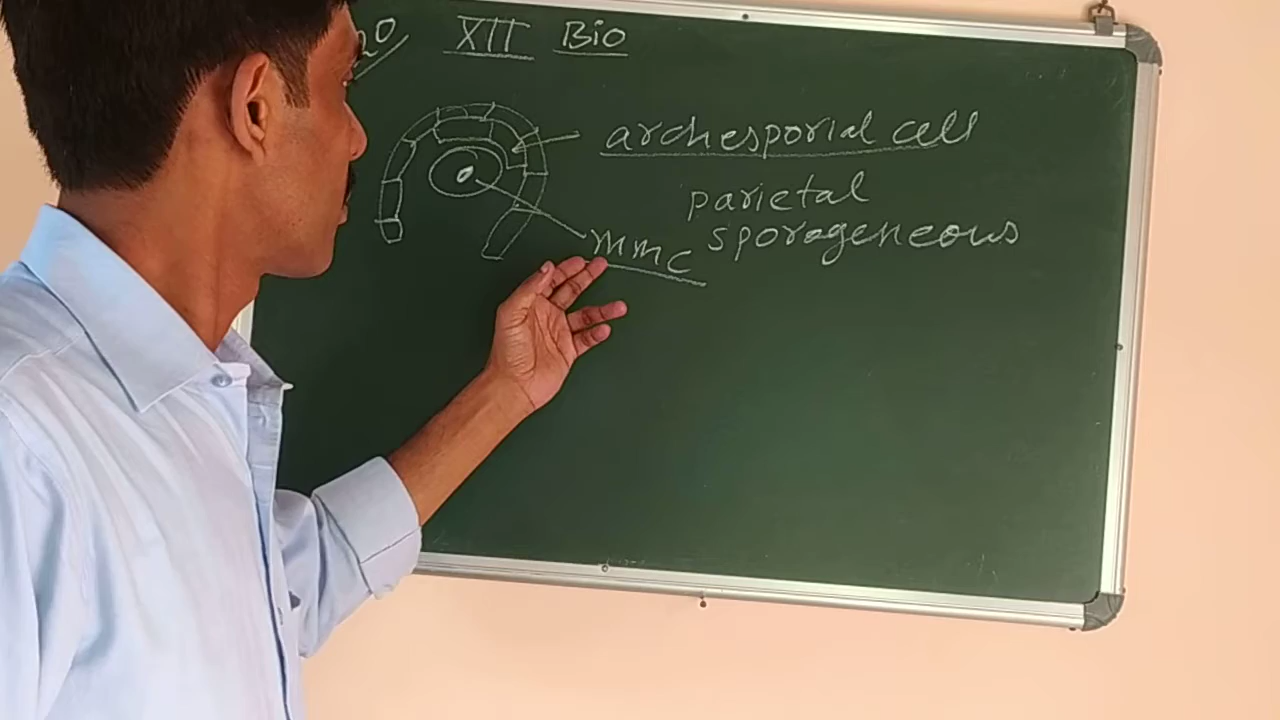 XII Bio
archesporial cell
parietal
sporogeneous
mmc